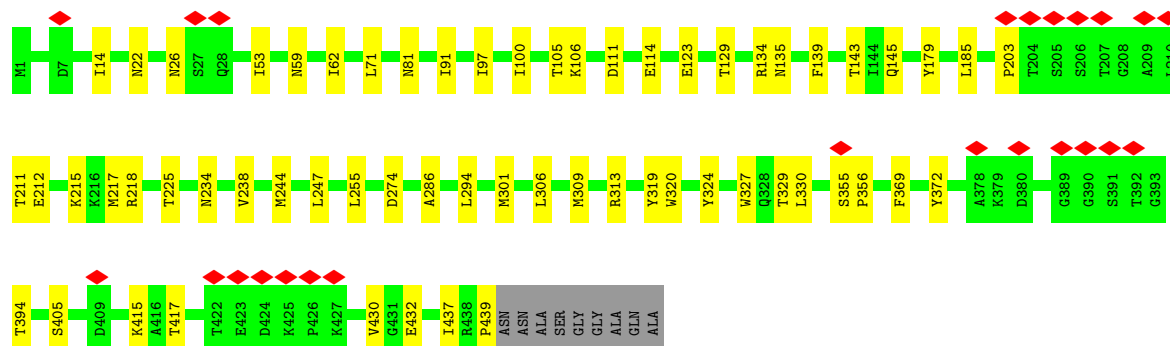 M1 D7 I14 N22 N26 S27 Q28 I53 N59 I62 L71 N81 I91 I97 I100 T105 K106 D111 E114 E123 T129 R134 N135 F139 T143 I144 Q145 Y179 L185 P203 T204 S205 S206 T207 G208 A209 L210
T211 E212 K215 K216 M217 R218 T225 N234 V238 M244 L247 L255 D274 A286 L294 M301 L306 M309 R313 Y319 W320 Y324 W327 Q328 T329 L330 S355 P356 F369 Y372 A378 K379 D380 G389 G390 S391 T392 G393
T394 S405 D409 K415 A416 T417 T422 E423 D424 K425 P426 K427 V430 G431 E432 I437 R438 P439 ASN ASN ALA SER GLY GLY ALA GLN ALA